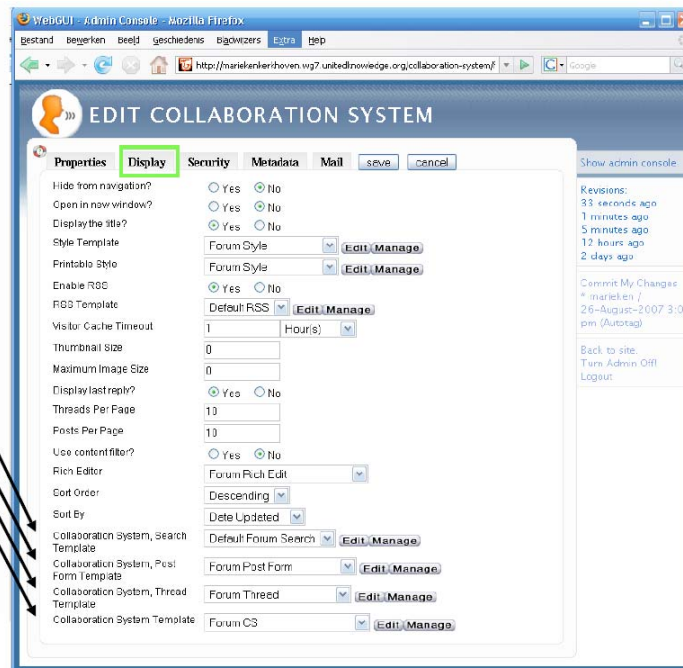 WebGUI - Admin Console - Mozilla Firefox
Bestand Bewerken Beeld Geschiedenis Bladwijzers Extra Help
http://mariekenkerkhoven.wg7.unitedknowledge.org/collaboration-system/f
Google
EDIT COLLABORATION SYSTEM
Properties Display Security Metadata Mail save cancel
Hide from navigation? Yes No
Open in new window? Yes No
Display the title? Yes No
Style Template Forum Style Edit Manage
Printable Style Forum Style Edit Manage
Enable RSS Yes No
RSS Template Default RSS Edit Manage
Visitor Cache Timeout 1 Hour(s)
Thumbnail Size 0
Maximum Image Size 0
Display last reply? Yes No
Threads Per Page 10
Posts Per Page 10
Use content filter? Yes No
Rich Editor Forum Rich Edit
Sort Order Descending
Sort By Date Updated
Collaboration System, Search Default Forum Search Edit Manage
Template
Collaboration System, Post Forum Post Form Edit Manage
Form Template
Collaboration System, Thread Forum Thread Edit Manage
Template
Collaboration System Template Forum CS Edit Manage
Show admin console
Revisions:
33 seconds ago
1 minutes ago
5 minutes ago
12 hours ago
2 days ago
Commit My Changes
* marieken /
26-August-2007 3:0
pm (Autotag)
Back to site.
Turn Admin Off!
Logout